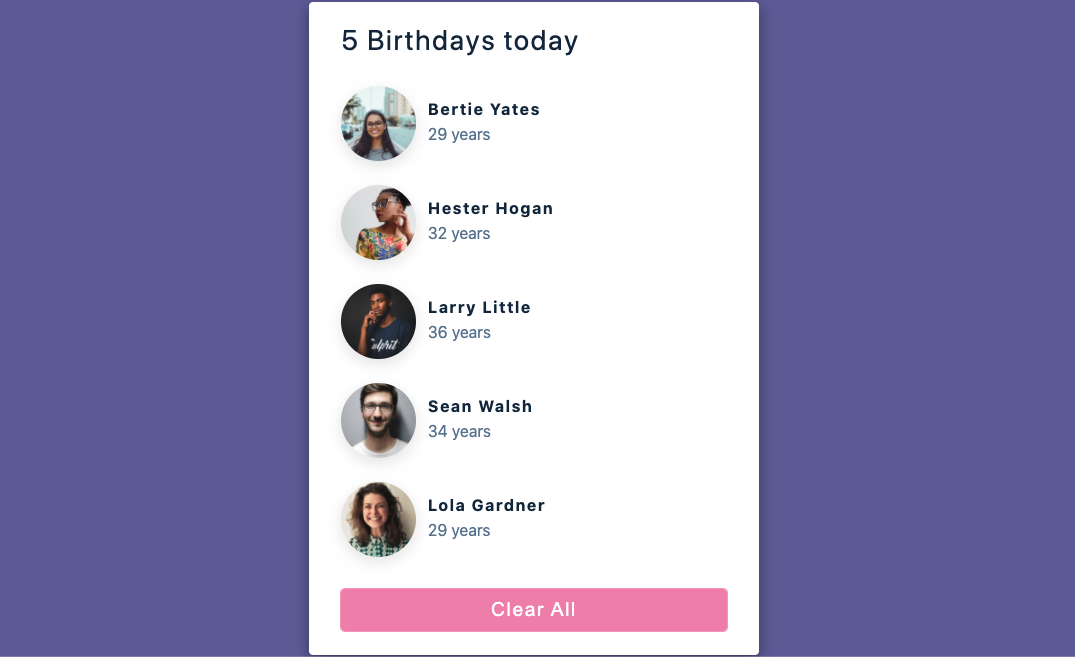 5 Birthdays today
Bertie Yates
29 years
Hester Hogan
32 years
Larry Little
36 years
Sean Walsh
34 years
Lola Gardner
29 years
Clear All